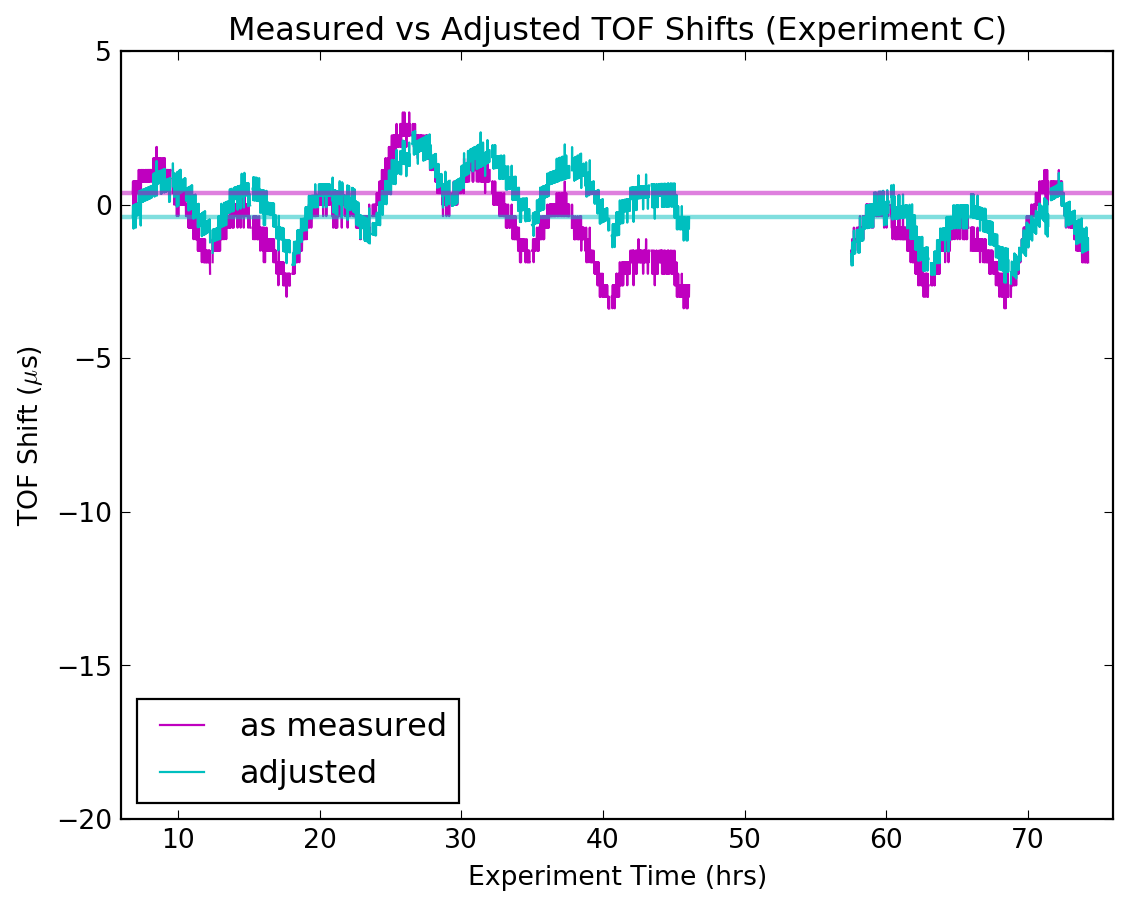 Measured vs Adjusted TOF Shifts (Experiment C)
5
0
−5
−10
−15
−20
TOF Shift (μs)
as measured
adjusted
10 20 30 40 50 60 70
Experiment Time (hrs)